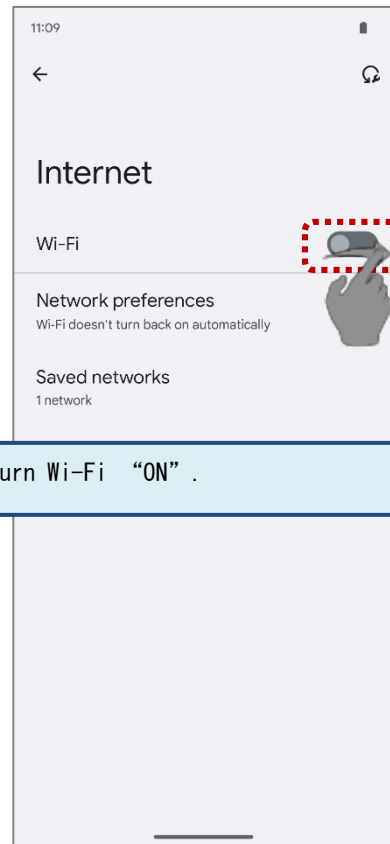 11:09
Internet
Wi-Fi
Network preferences
Wi-Fi doesn't turn back on automatically
Saved networks
1 network
urn Wi-Fi “ON”.